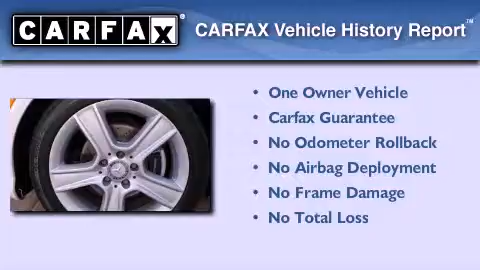 CARFAX
CARFAX Vehicle History Report™
• One Owner Vehicle
• Carfax Guarantee
• No Odometer Rollback
• No Airbag Deployment
• No Frame Damage
• No Total Loss